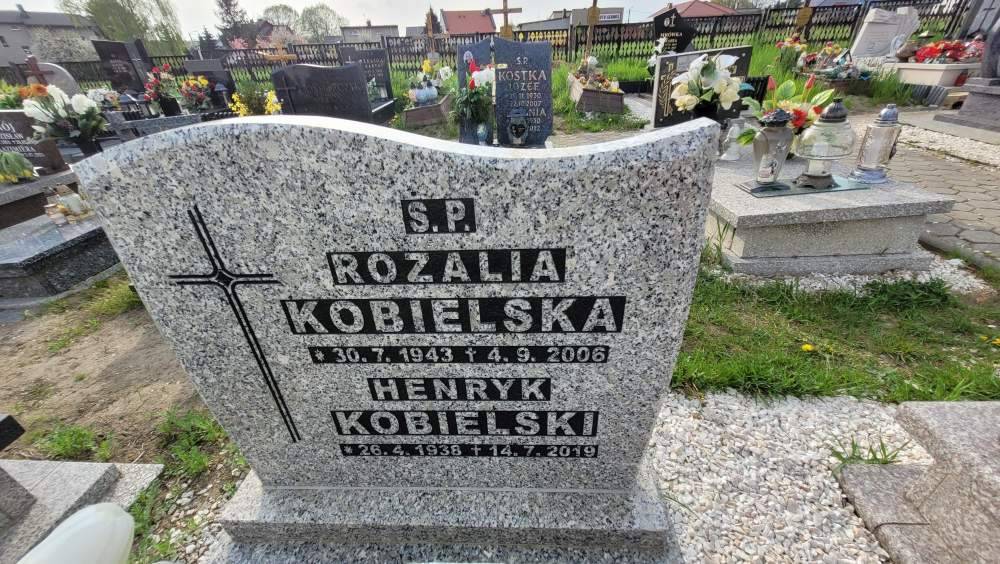 Ś.P.
ROZALIA
KOBIELSKA
* 30. 7. 1943 † 4. 9. 2006
HENRYK
KOBIELSKI
* 26. 4. 1938 † 14. 7. 2019
Ś.P.
KOSTKA
JÓZEF